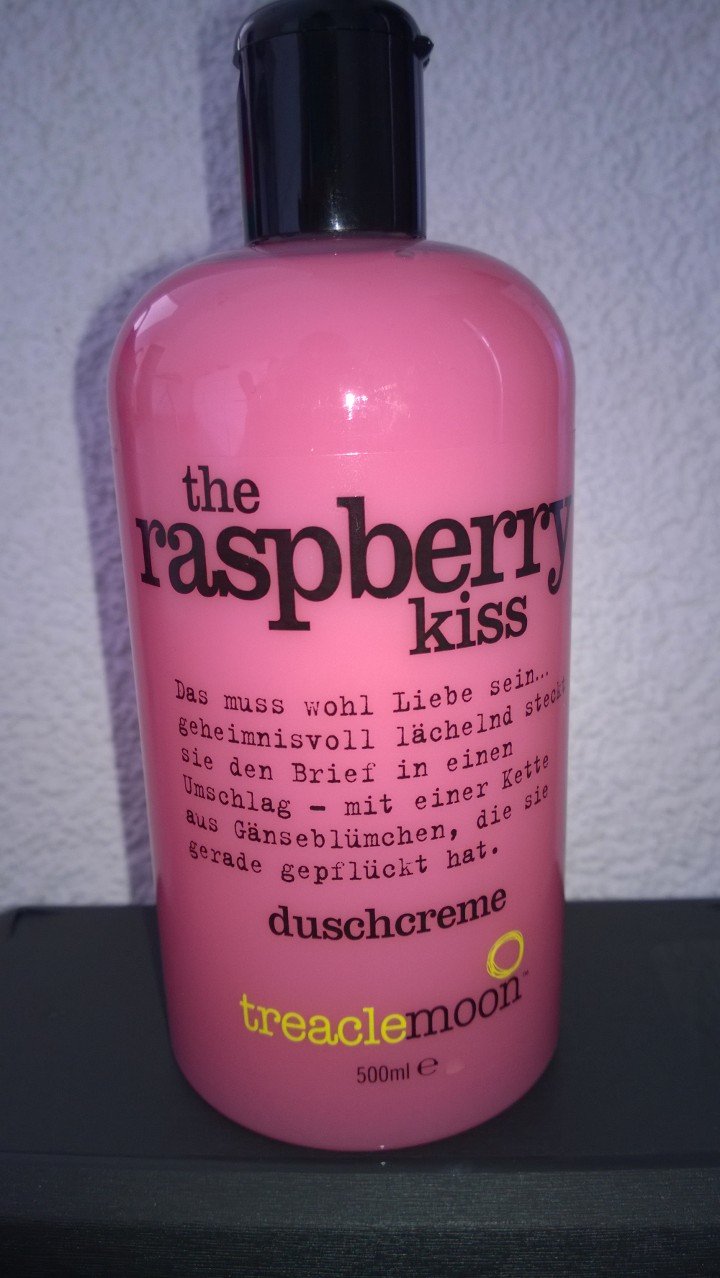 the
raspberry
kiss
Das muss wohl Liebe sein...
geheimnisvoll lächelnd steckt
sie den Brief in einen
Umschlag – mit einer Kette
aus Gänseblümchen, die sie
gerade gepflückt hat.
duschcreme
treaclemoon™
500ml ℮